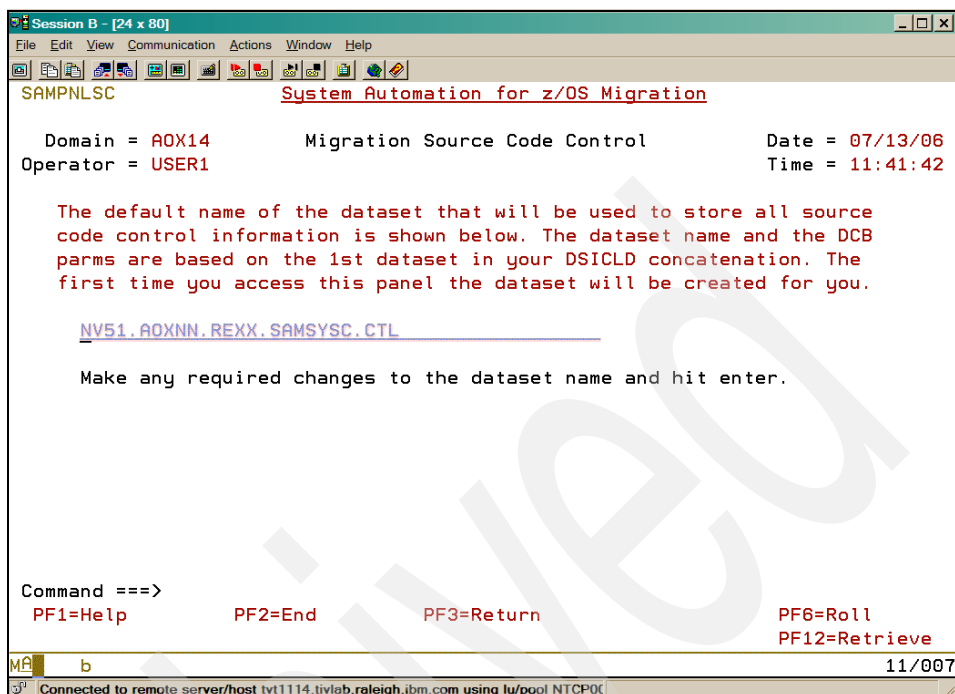 Session B - [24 x 80]
File Edit View Communication Actions Window Help
SAMPNLSC System Automation for z/OS Migration
Domain = AOX14 Migration Source Code Control Date = 07/13/06
Operator = USER1 Time = 11:41:42
The default name of the dataset that will be used to store all source
code control information is shown below. The dataset name and the DCB
parms are based on the 1st dataset in your DSICLD concatenation. The
first time you access this panel the dataset will be created for you.
NV51.AOXNN.REXX.SAMSYSC.CTL
Make any required changes to the dataset name and hit enter.
Command ===>
PF1=Help PF2=End PF3=Return PF6=Roll
PF12=Retrieve
MA b 11/007
Connected to remote server/host tvt1114.tivlab.raleigh.ibm.com using lu/pool